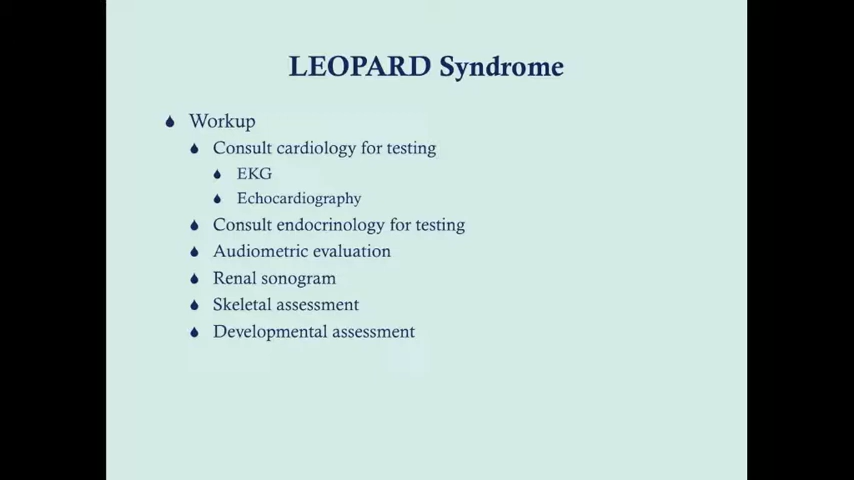 LEOPARD Syndrome
Workup
Consult cardiology for testing
EKG
Echocardiography
Consult endocrinology for testing
Audiometric evaluation
Renal sonogram
Skeletal assessment
Developmental assessment